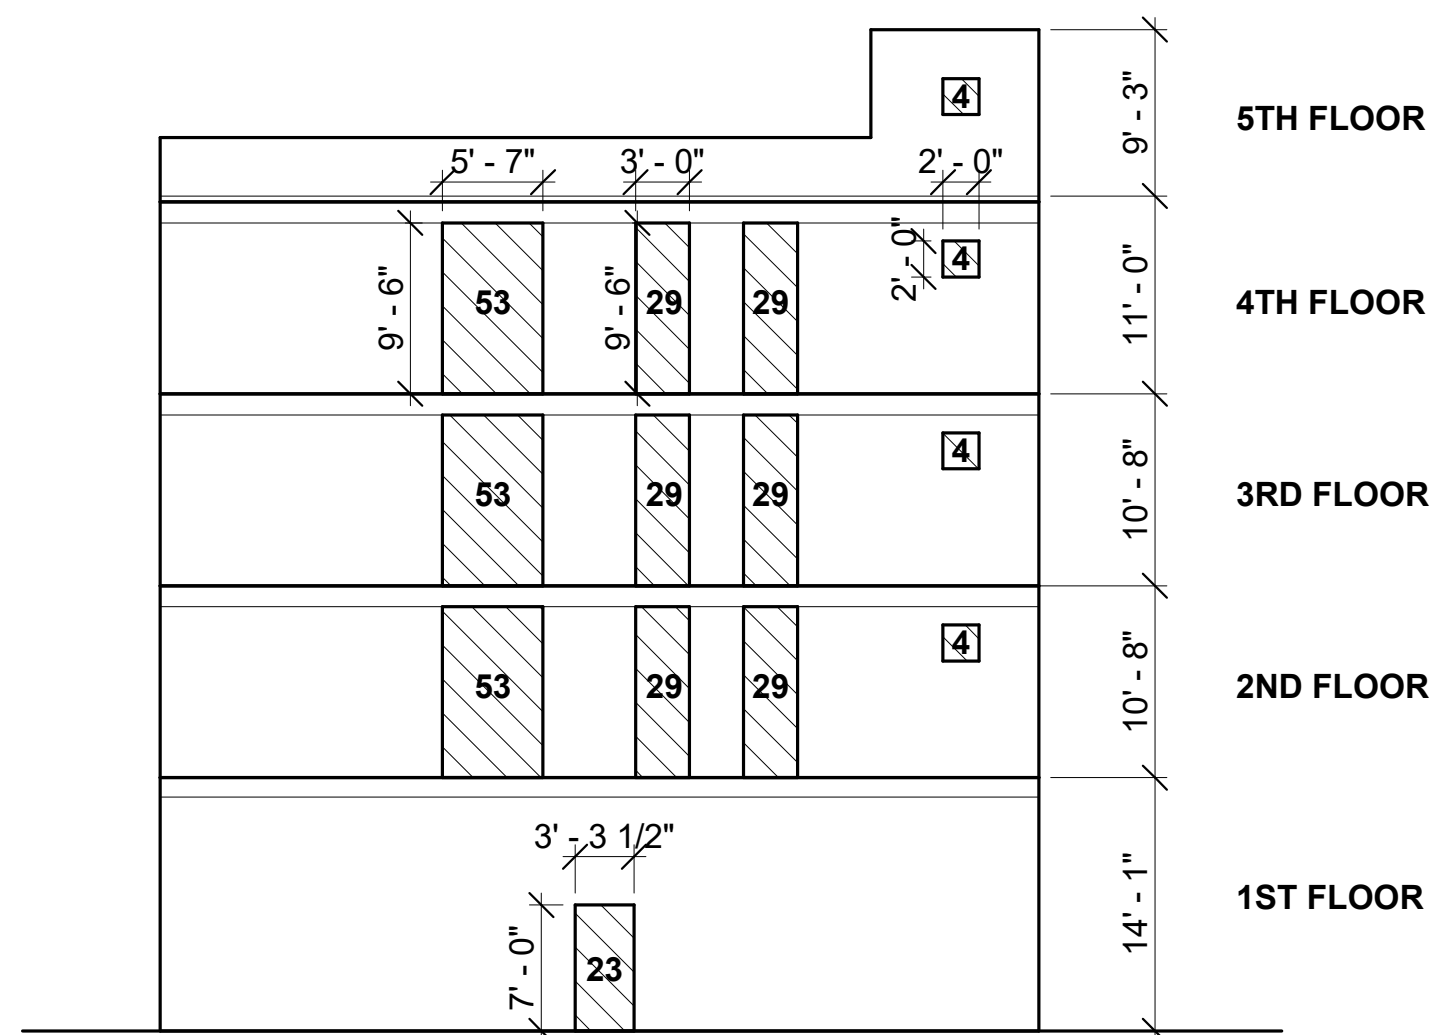 4
9' - 3"
5TH FLOOR
5' - 7"
3' - 0"
2' - 0"
9' - 6"
53
9' - 6"
29
29
2' - 0"
4
11' - 0"
4TH FLOOR
53
29
29
4
10' - 8"
3RD FLOOR
53
29
29
4
10' - 8"
2ND FLOOR
3' - 3 1/2"
7' - 0"
23
14' - 1"
1ST FLOOR